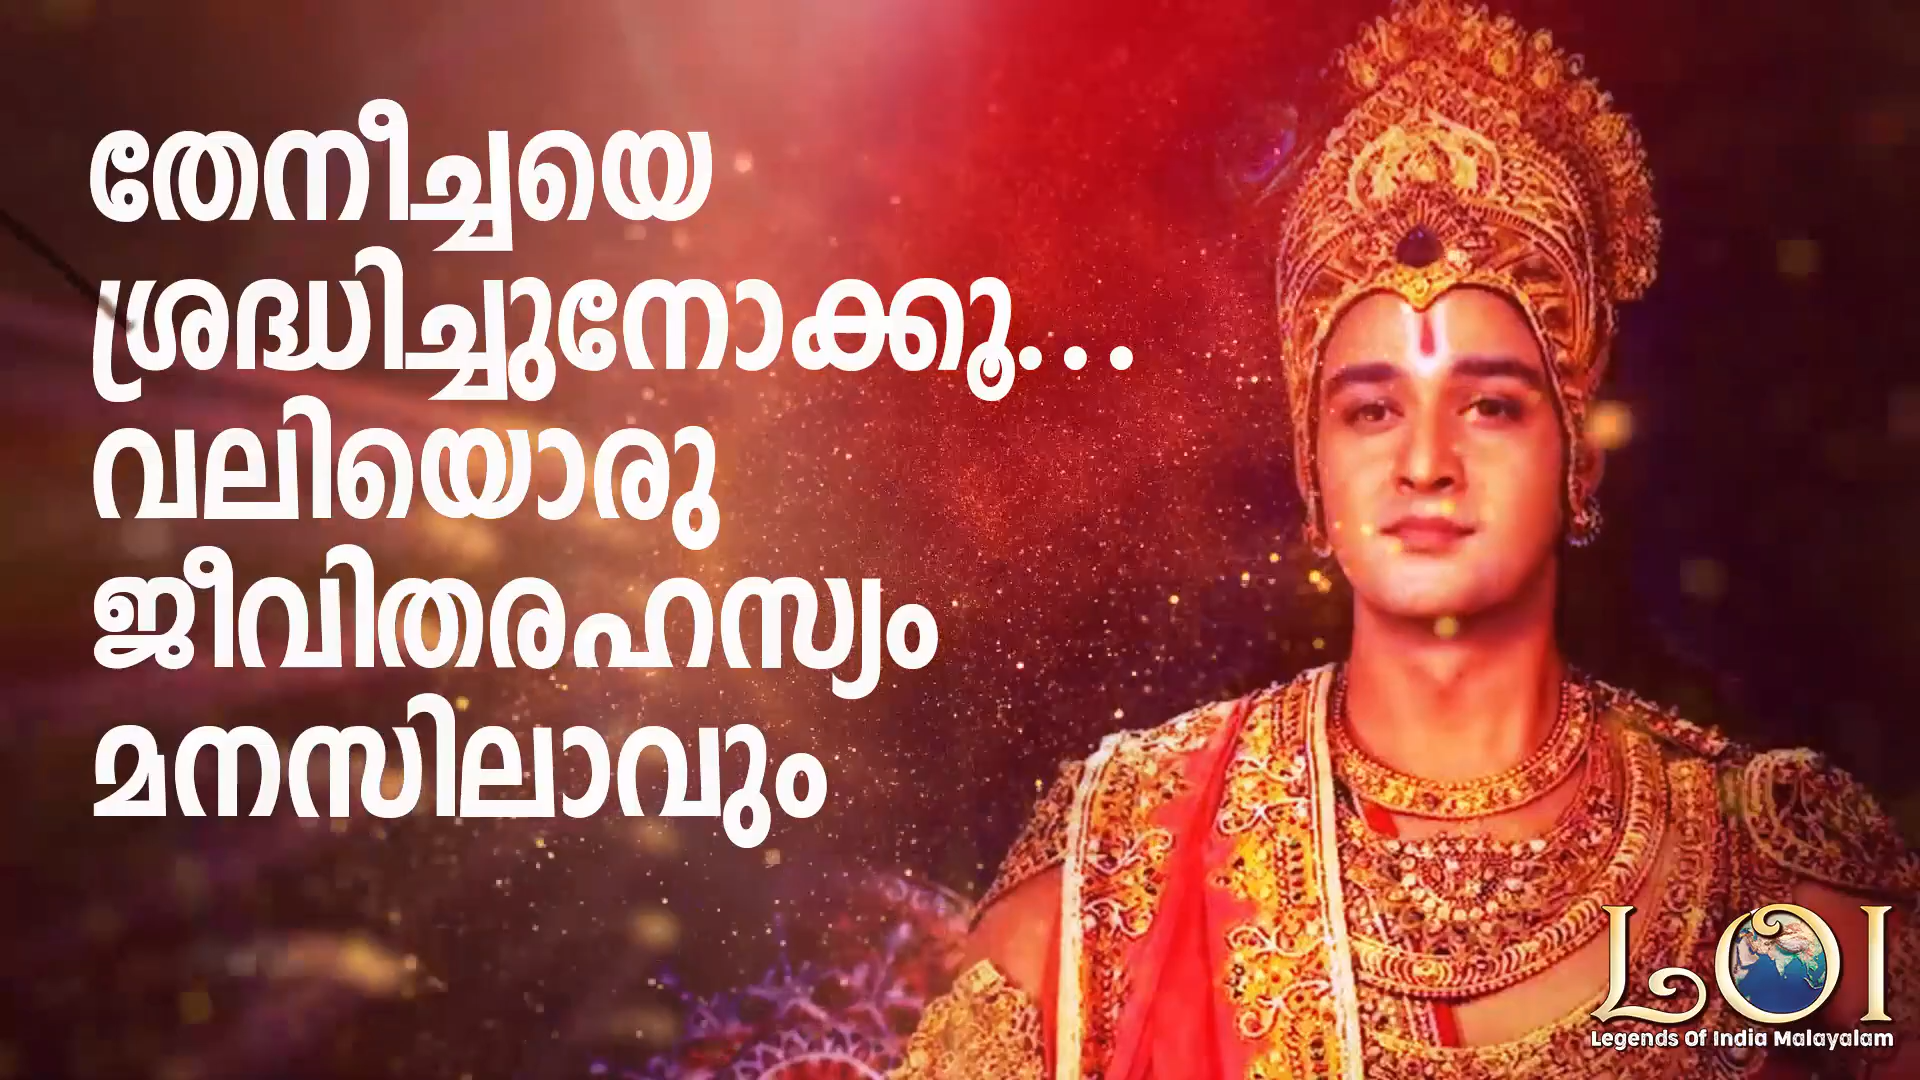 തേനീച്ചയെ
ശ്രദ്ധിച്ചുനോക്കൂ...
വലിയൊരു
ജീവിതരഹസ്യം
മനസിലാവും
LOI
Legends Of India Malayalam